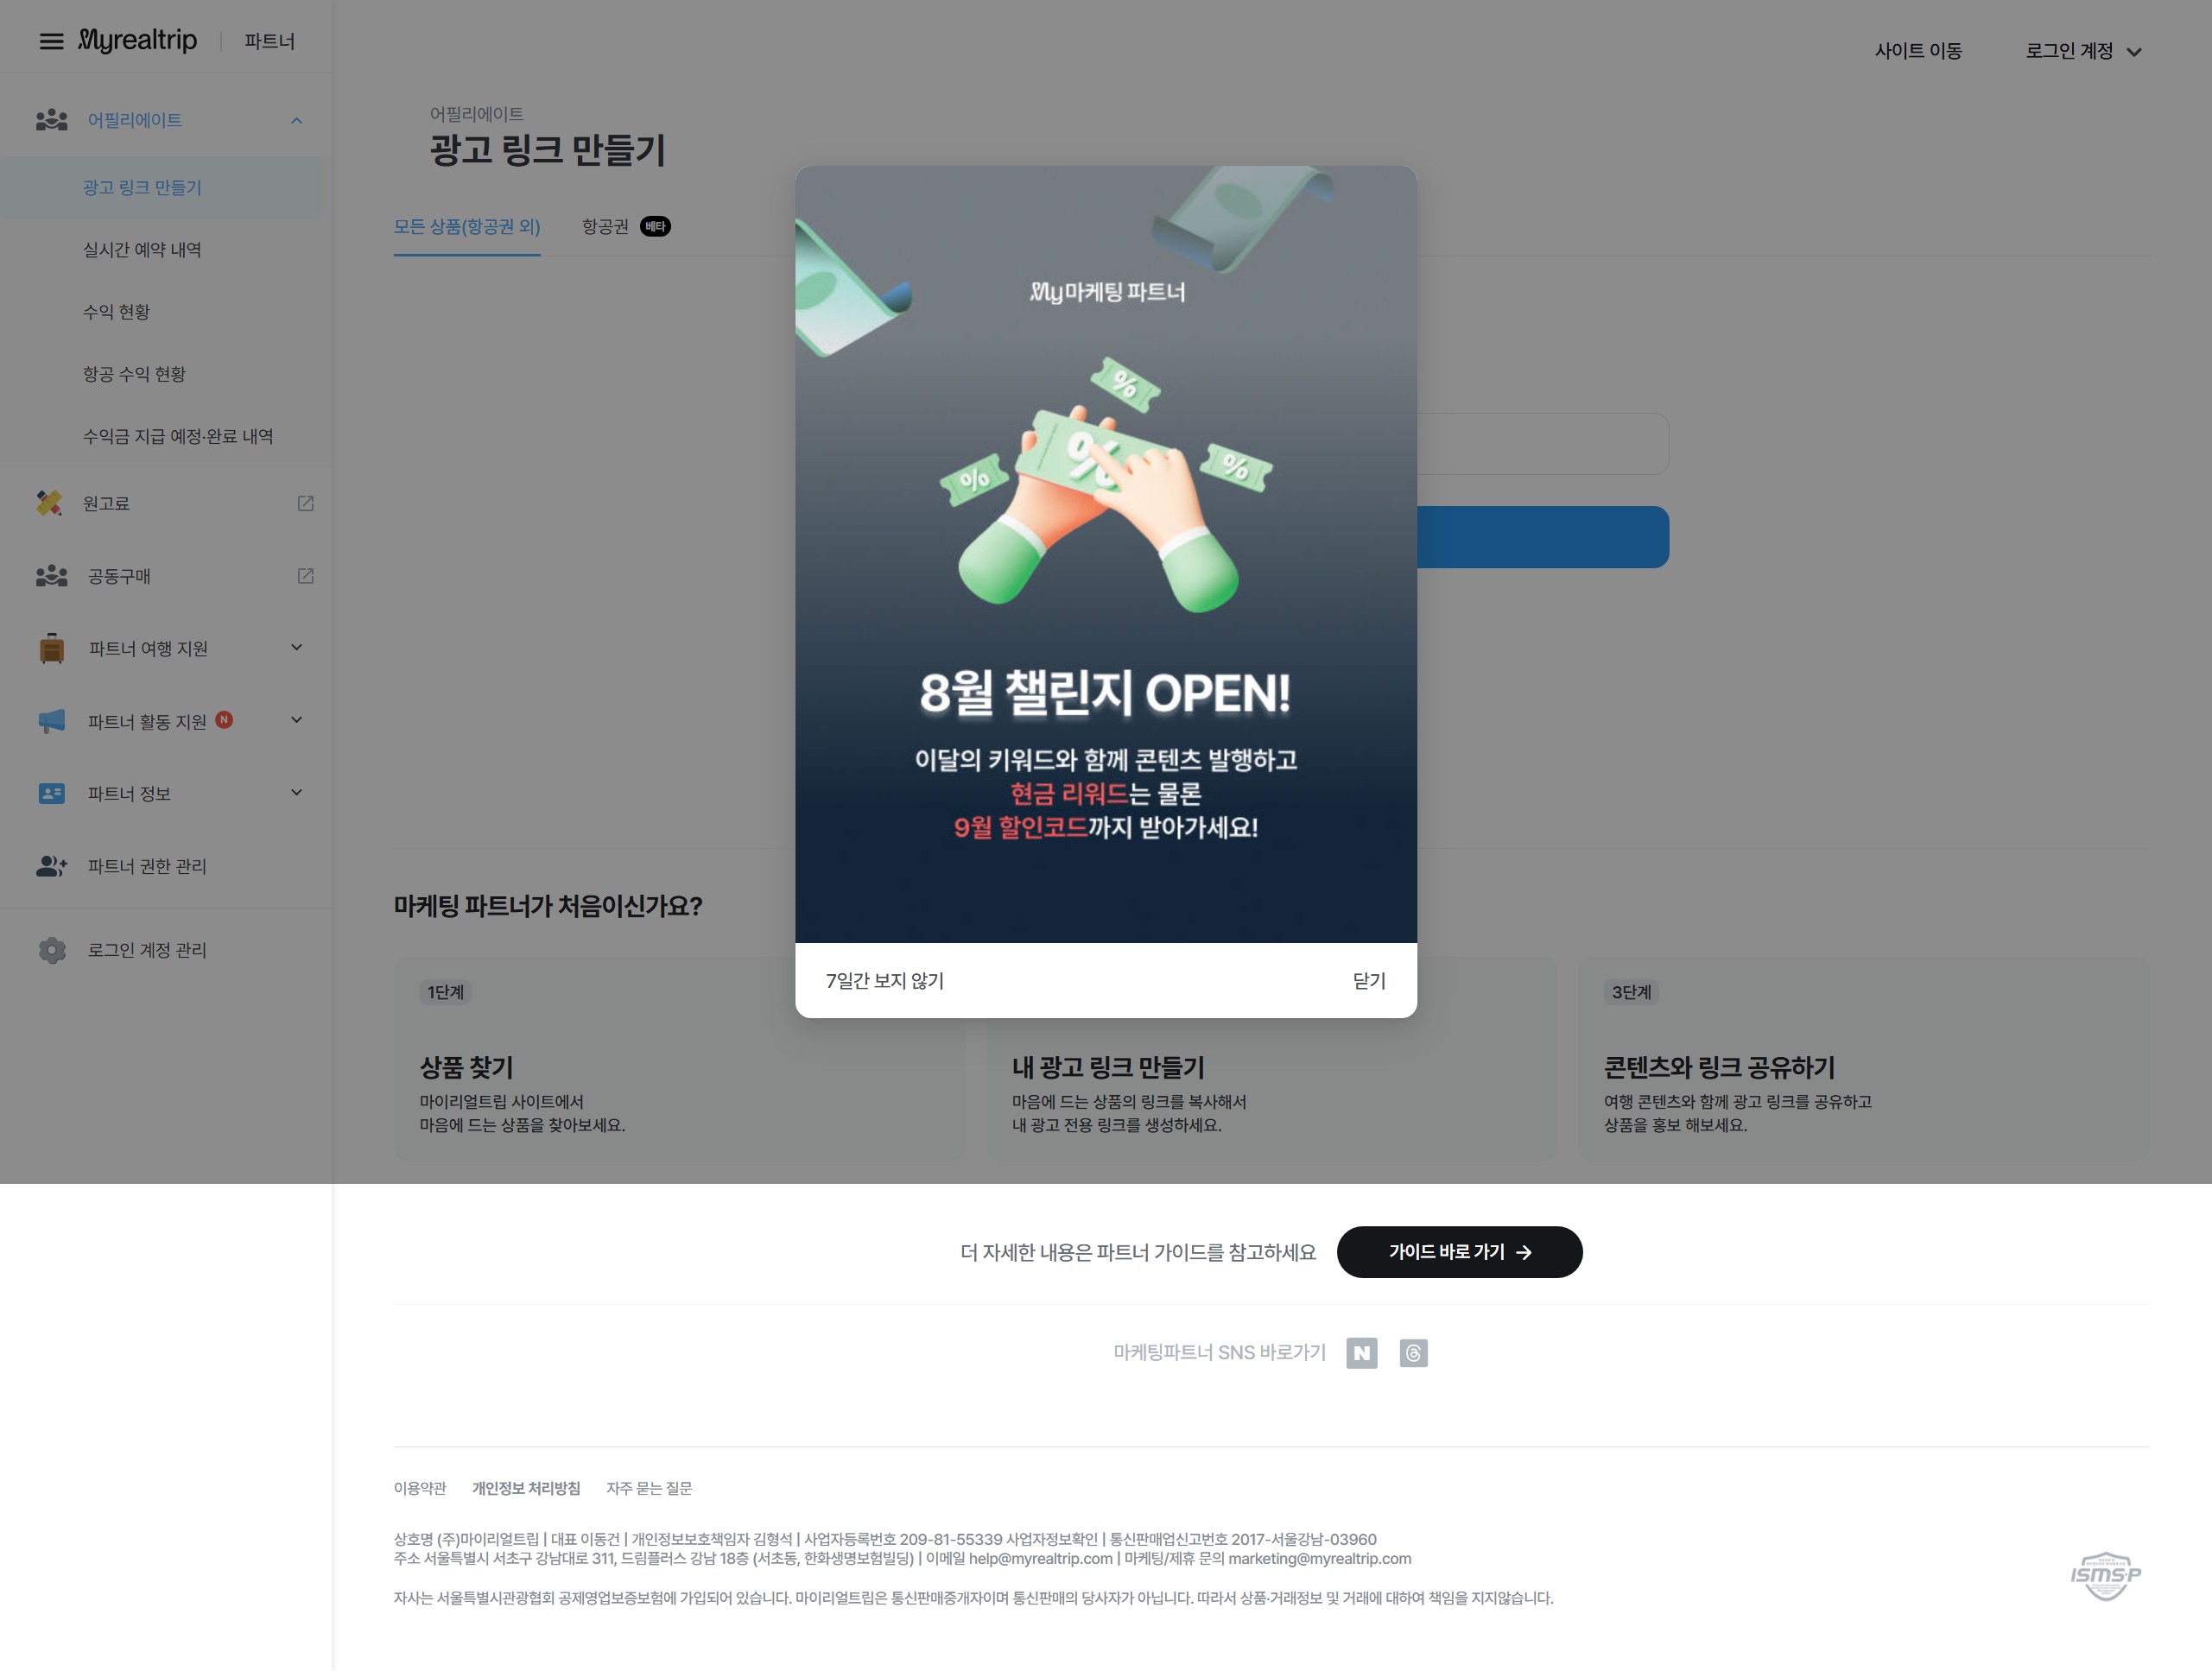 Myrealtrip | 파트너
사이트 이동
로그인 계정
어필리에이트
광고 링크 만들기
실시간 예약 내역
수익 현황
항공 수익 현황
수익금 지급 예정·완료 내역
원고료
공동구매
파트너 여행 지원
파트너 활동 지원 N
파트너 정보
파트너 권한 관리
로그인 계정 관리
어필리에이트
광고 링크 만들기
모든 상품(항공권 외)
항공권 베타
My마케팅 파트너
%
%
%
%
8월 챌린지 OPEN!
이달의 키워드와 함께 콘텐츠 발행하고
현금 리워드는 물론
9월 할인코드까지 받아가세요!
7일간 보지 않기
닫기
마케팅 파트너가 처음이신가요?
1단계
상품 찾기
마이리얼트립 사이트에서
마음에 드는 상품을 찾아보세요.
내 광고 링크 만들기
마음에 드는 상품의 링크를 복사해서
내 광고 전용 링크를 생성하세요.
3단계
콘텐츠와 링크 공유하기
여행 콘텐츠와 함께 광고 링크를 공유하고
상품을 홍보 해보세요.
더 자세한 내용은 파트너 가이드를 참고하세요
가이드 바로 가기 →
마케팅파트너 SNS 바로가기 N
이용약관
개인정보 처리방침
자주 묻는 질문
상호명 (주)마이리얼트립 | 대표 이동건 | 개인정보보호책임자 김형석 | 사업자등록번호 209-81-55339 사업자정보확인 | 통신판매업신고번호 2017-서울강남-03960
주소 서울특별시 서초구 강남대로 311, 드림플러스 강남 18층 (서초동, 한화생명보험빌딩) | 이메일 help@myrealtrip.com | 마케팅/제휴 문의 marketing@myrealtrip.com
자사는 서울특별시관광협회 공제영업보증보험에 가입되어 있습니다. 마이리얼트립은 통신판매중개자이며 통신판매의 당사자가 아닙니다. 따라서 상품·거래정보 및 거래에 대하여 책임을 지지않습니다.
ISMS-P